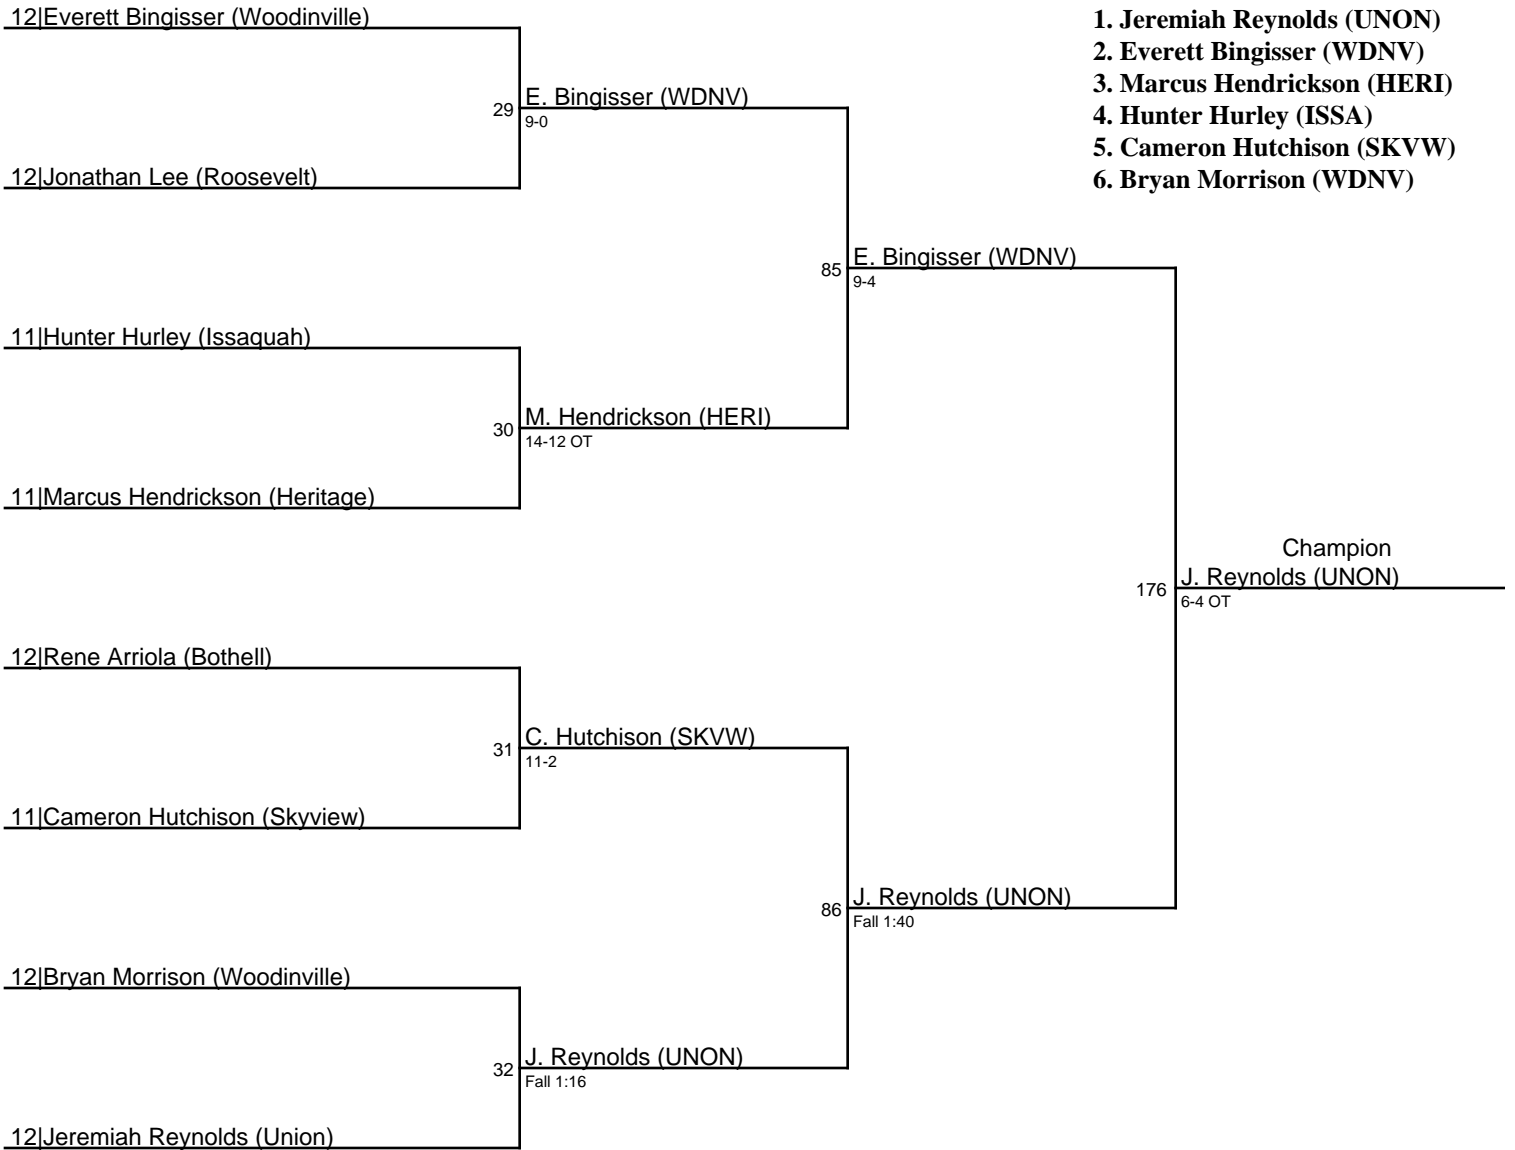 12|Everett Bingisser (Woodinville)
1. Jeremiah Reynolds (UNON)
2. Everett Bingisser (WDNV)
3. Marcus Hendrickson (HERI)
4. Hunter Hurley (ISSA)
5. Cameron Hutchison (SKVW)
6. Bryan Morrison (WDNV)
29 E. Bingisser (WDNV)
9-0
12|Jonathan Lee (Roosevelt)
85 E. Bingisser (WDNV)
9-4
11|Hunter Hurley (Issaquah)
30 M. Hendrickson (HERI)
14-12 OT
11|Marcus Hendrickson (Heritage)
Champion
176 J. Reynolds (UNON)
6-4 OT
12|Rene Arriola (Bothell)
31 C. Hutchison (SKVW)
11-2
11|Cameron Hutchison (Skyview)
86 J. Reynolds (UNON)
Fall 1:40
12|Bryan Morrison (Woodinville)
32 J. Reynolds (UNON)
Fall 1:16
12|Jeremiah Reynolds (Union)